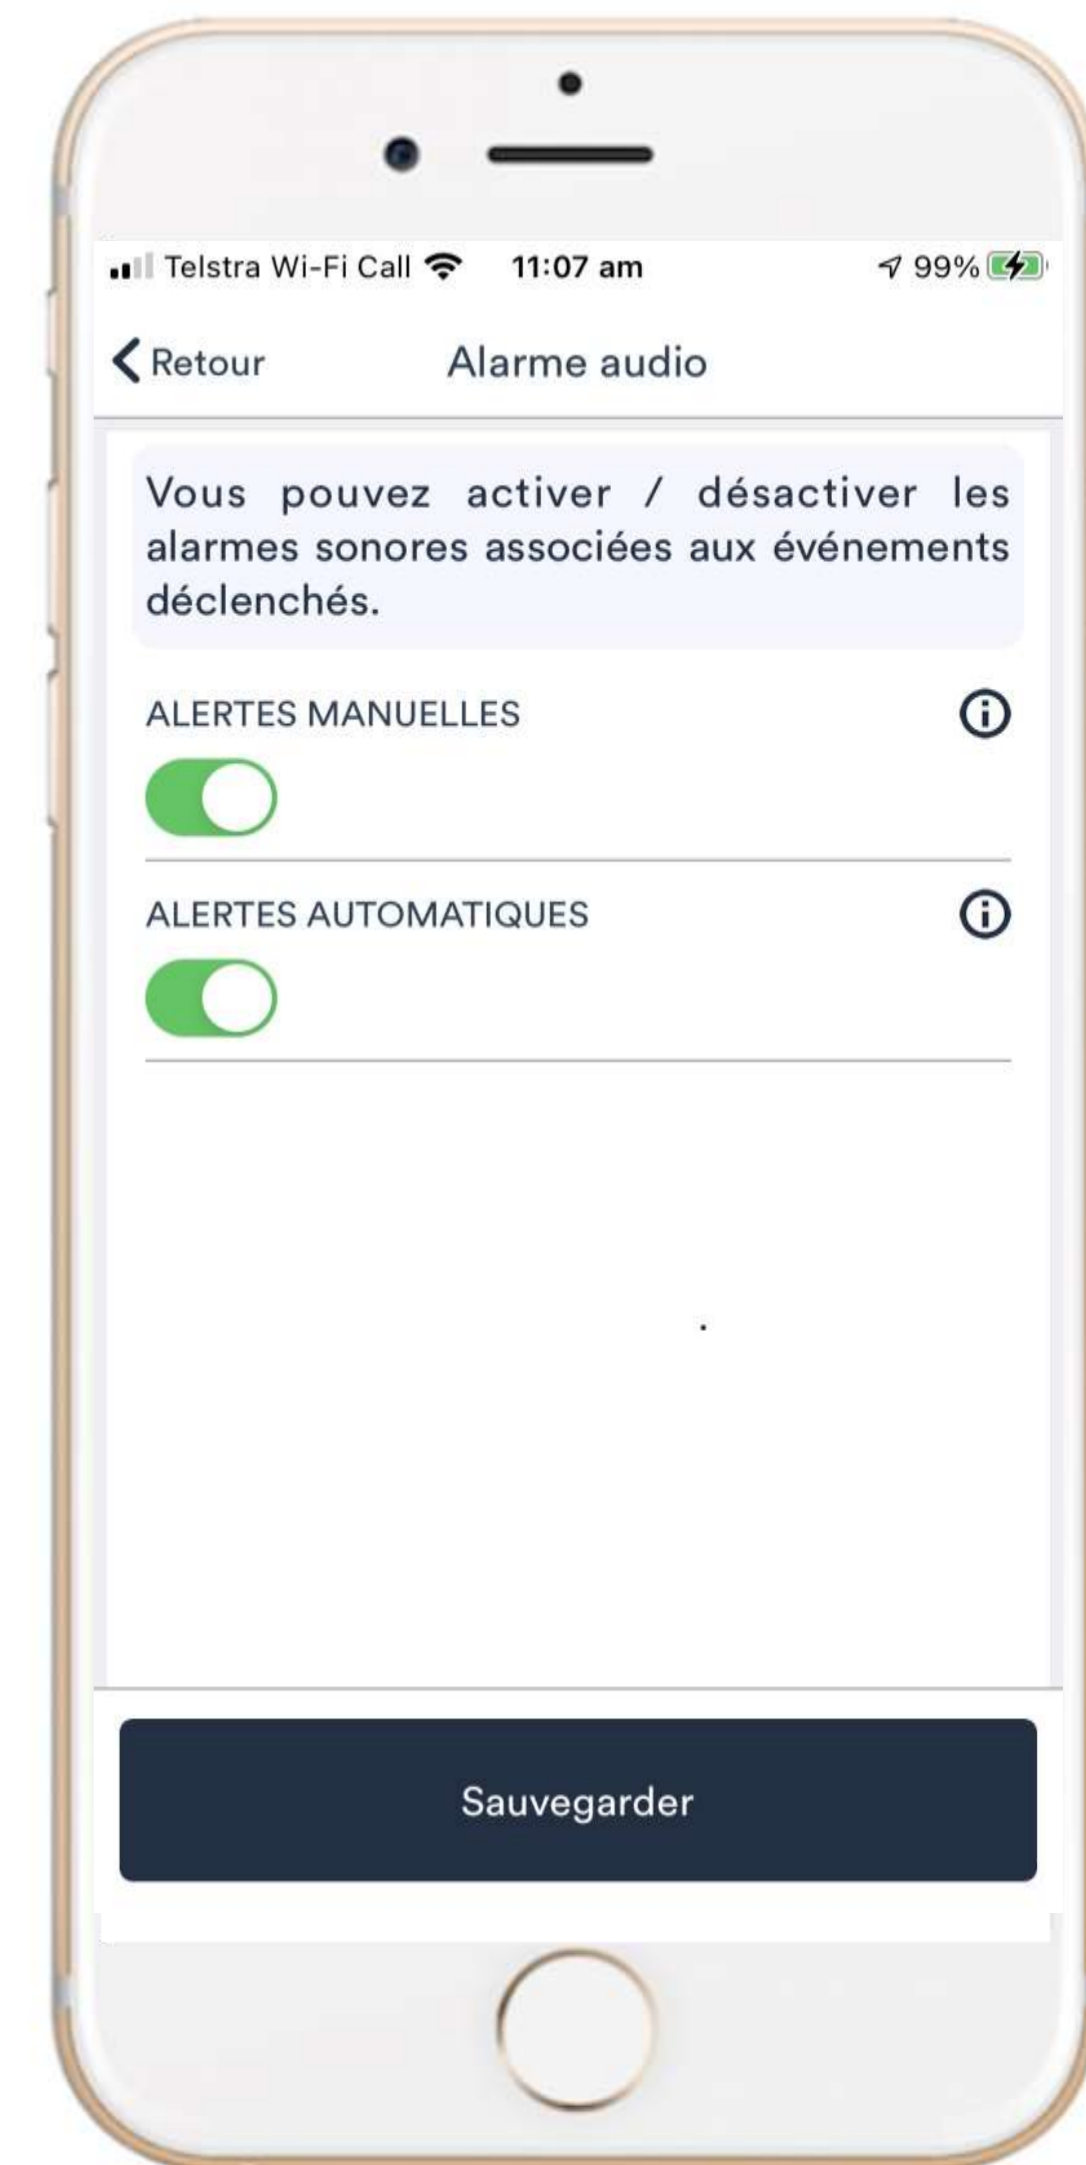 Telstra Wi-Fi Call 11:07 am 99%
Retour Alarme audio
Vous pouvez activer / désactiver les
alarmes sonores associées aux événements
déclenchés.
ALERTES MANUELLES
ALERTES AUTOMATIQUES
.
Sauvegarder